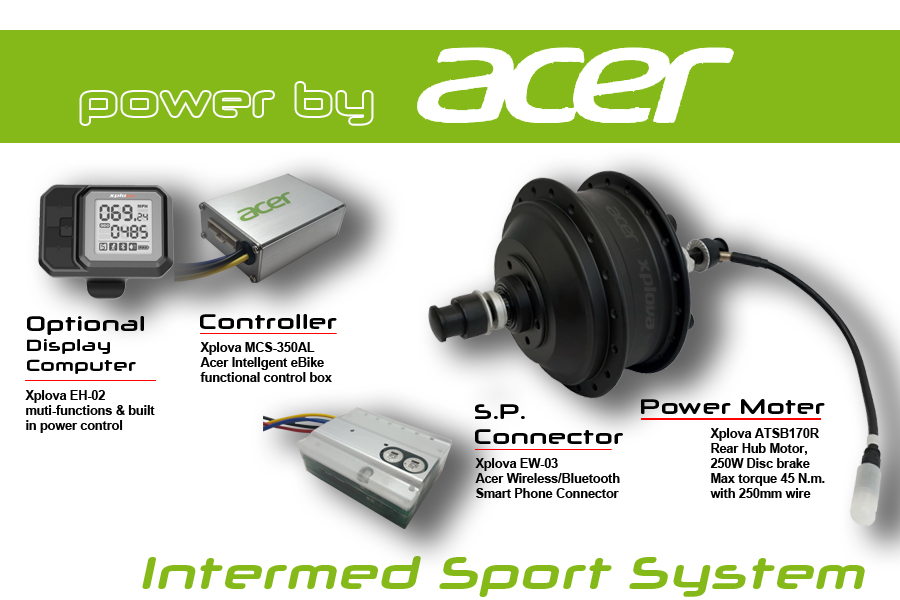 power by acer
xplo
069.24 MPH
0485
acer
acer
xplova
Optional
Display
Computer
Xplova EH-02
muti-functions & built
in power control
Controller
Xplova MCS-350AL
Acer Intellgent eBike
functional control box
S.P.
Connector
Xplova EW-03
Acer Wireless/Bluetooth
Smart Phone Connector
Power Moter
Xplova ATSB170R
Rear Hub Motor,
250W Disc brake
Max torque 45 N.m.
with 250mm wire
Intermed Sport System